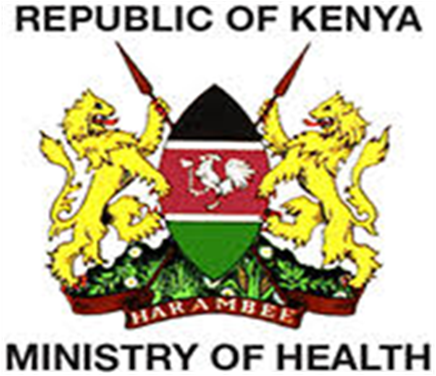 REPUBLIC OF KENYA
HARAMBEE
MINISTRY OF HEALTH